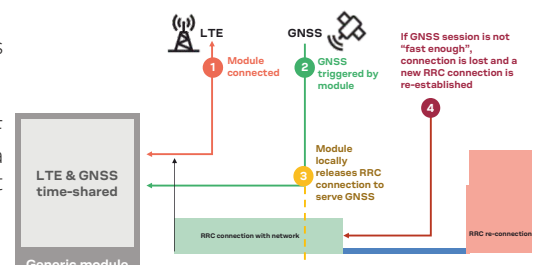 LTE
GNSS
1
Module
connected
2
GNSS
triggered by
module
If GNSS session is not
“fast enough”,
connection is lost and a
new RRC connection is
re-established
4
LTE & GNSS
time-shared
3
Module
locally
releases RRC
connection to
serve GNSS
RRC connection with network
RRC re-connection
Generic module